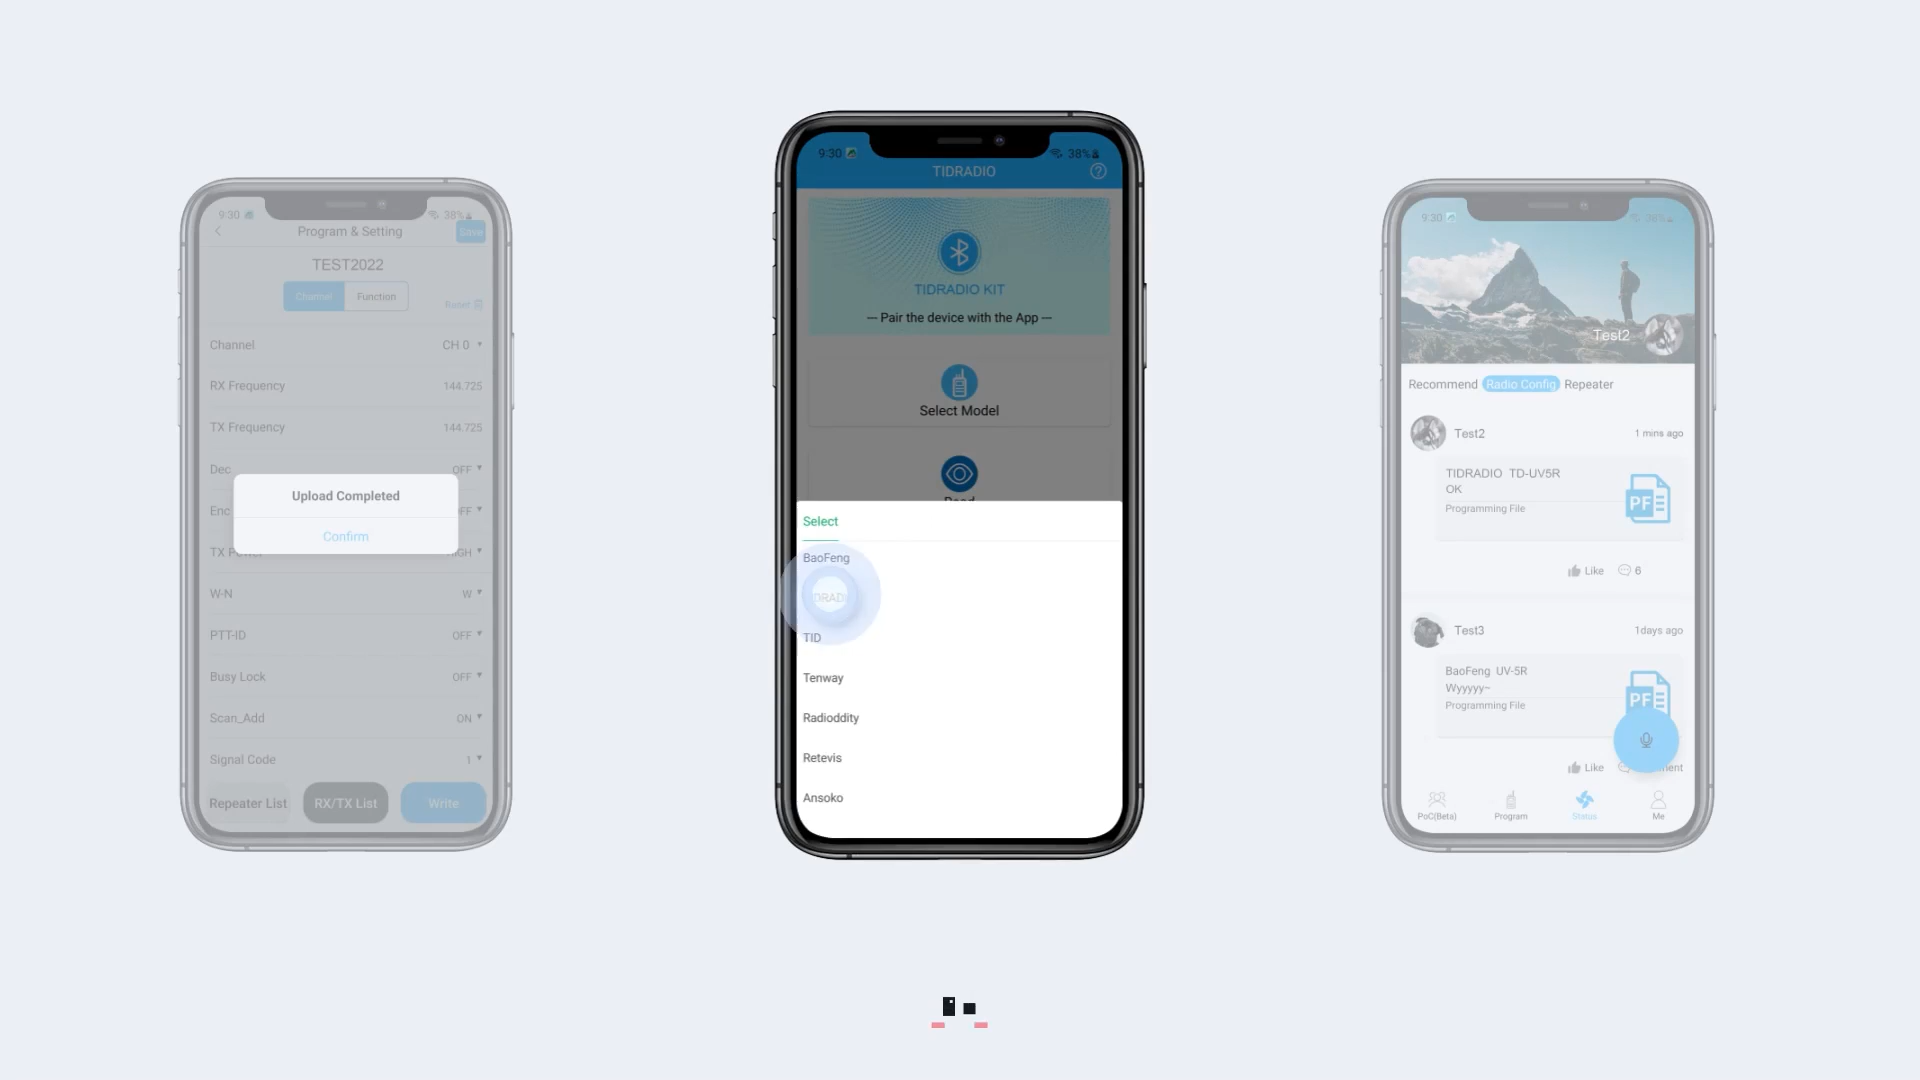 9:30
38%
Program & Setting
Save
TEST2022
Channel
Function
Channel
CH 0
RX Frequency
144.725
TX Frequency
144.725
Dec
OFF
Enc
Upload Completed
Confirm
W-N
W
PTT-ID
OFF
Busy Lock
OFF
Scan_Add
ON
Signal Code
1
Repeater List
RX/TX List
Write
9:30
38%
TIDRADIO
TIDRADIO KIT
--- Pair the device with the App ---
Select Model
Select
BaoFeng
TID
Tenway
Radioddity
Retevis
Ansoko
9:30
38%
Test2
Recommend
Radio Config
Repeater
Test2
1 mins ago
TIDRADIO TD-UV5R
OK
Programming File
PF
Like
6
Test3
1days ago
BaoFeng UV-5R
Wyyyyy~
Programming File
PF
Like
PoC(Beta)
Program
Status
Me